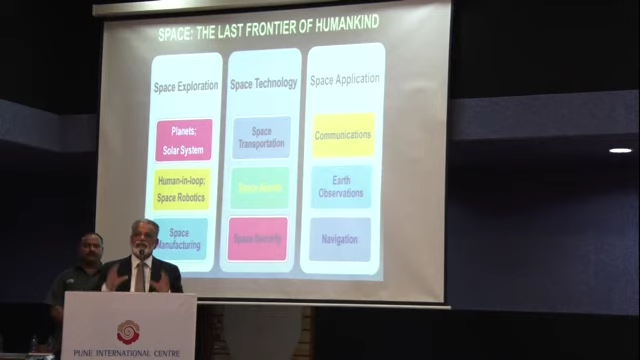 SPACE: THE LAST FRONTIER OF HUMANKIND
Space Exploration
Planets;
Solar System
Human-in-loop;
Space Robotics
Space
Manufacturing
Space Technology
Space
Transportation
Space
Space Security
Space Application
Communications
Earth
Observations
Navigation
PUNE INTERNATIONAL CENTRE